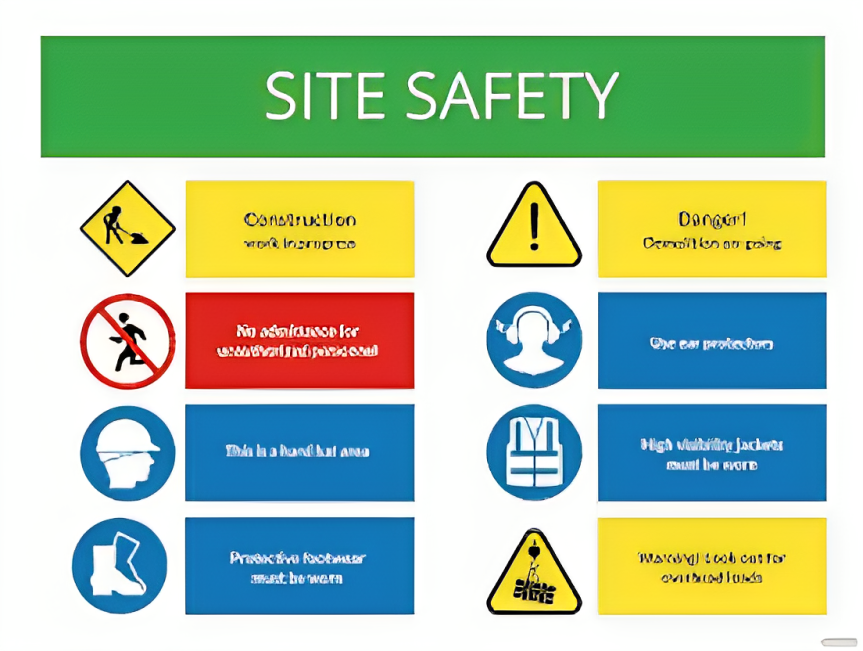 SITE SAFETY
Construction
work in progress
Danger!
Demolition on going
No admittance for
unauthorized personnel
Use ear protectors
This is a hard hat area
High visibility jackets
must be worn
Protective footwear
must be worn
Warning! Look out for
overhead loads